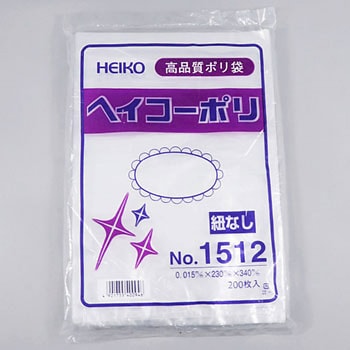 HEIKO 高品質ポリ袋
ヘイコーポリ
紐なし
No.1512
0.015㎜×230㎜×340㎜
200枚入